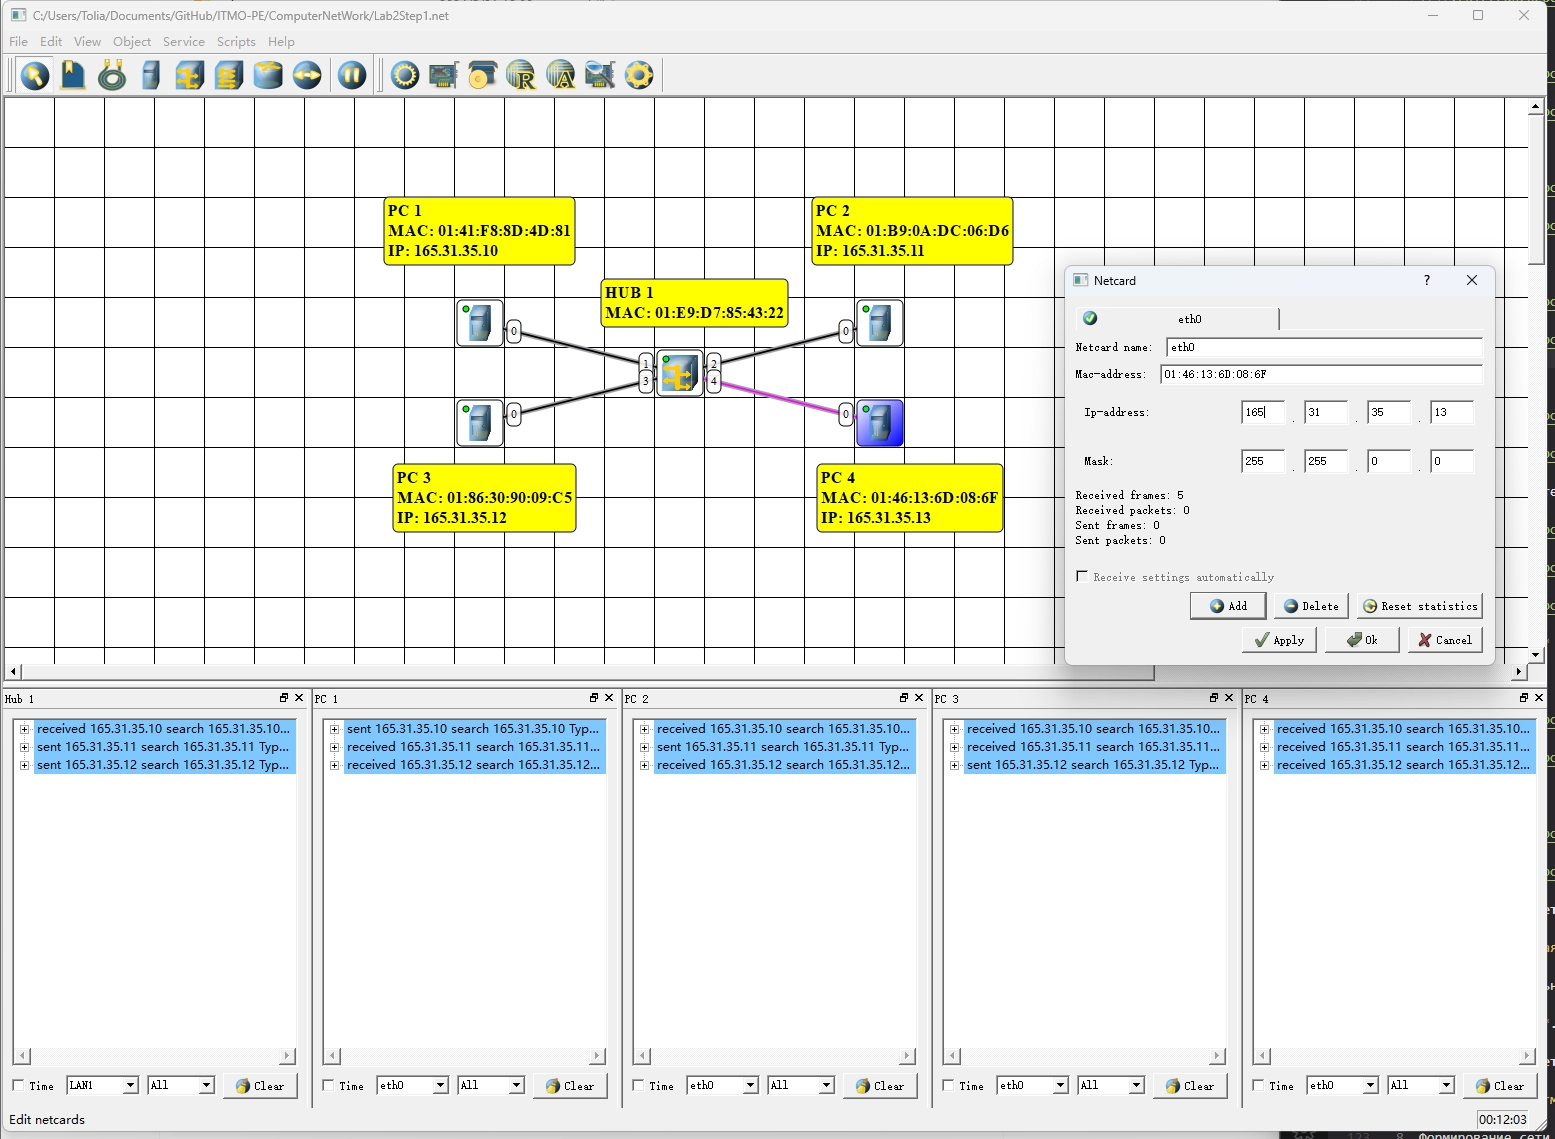 C:/Users/Tolia/Documents/GitHub/ITMO-PE/ComputerNetWork/Lab2Step1.net
File Edit View Object Service Scripts Help
PC 1
MAC: 01:41:F8:8D:4D:81
IP: 165.31.35.10
PC 2
MAC: 01:B9:0A:DC:06:D6
IP: 165.31.35.11
HUB 1
MAC: 01:E9:D7:85:43:22
0
0
1
2
3
4
0
0
PC 3
MAC: 01:86:30:90:09:C5
IP: 165.31.35.12
PC 4
MAC: 01:46:13:6D:08:6F
IP: 165.31.35.13
Netcard ?
eth0
Netcard name: eth0
Mac-address: 01:46:13:6D:08:6F
Ip-address: 165 . 31 . 35 . 13
Mask: 255 . 255 . 0 . 0
Received frames: 5
Received packets: 0
Sent frames: 0
Sent packets: 0
Receive settings automatically
Add Delete Reset statistics
Apply Ok Cancel
Hub 1
received 165.31.35.10 search 165.31.35.10...
sent 165.31.35.11 search 165.31.35.11 Typ...
sent 165.31.35.12 search 165.31.35.12 Typ...
Time LAN1 All Clear
PC 1
sent 165.31.35.10 search 165.31.35.10 Typ...
received 165.31.35.11 search 165.31.35.11...
received 165.31.35.12 search 165.31.35.12...
Time eth0 All Clear
PC 2
received 165.31.35.10 search 165.31.35.10...
sent 165.31.35.11 search 165.31.35.11 Typ...
received 165.31.35.12 search 165.31.35.12...
Time eth0 All Clear
PC 3
received 165.31.35.10 search 165.31.35.10...
received 165.31.35.11 search 165.31.35.11...
sent 165.31.35.12 search 165.31.35.12 Typ...
Time eth0 All Clear
PC 4
received 165.31.35.10 search 165.31.35.10...
received 165.31.35.11 search 165.31.35.11...
received 165.31.35.12 search 165.31.35.12...
Time eth0 All Clear
Edit netcards
00:12:03